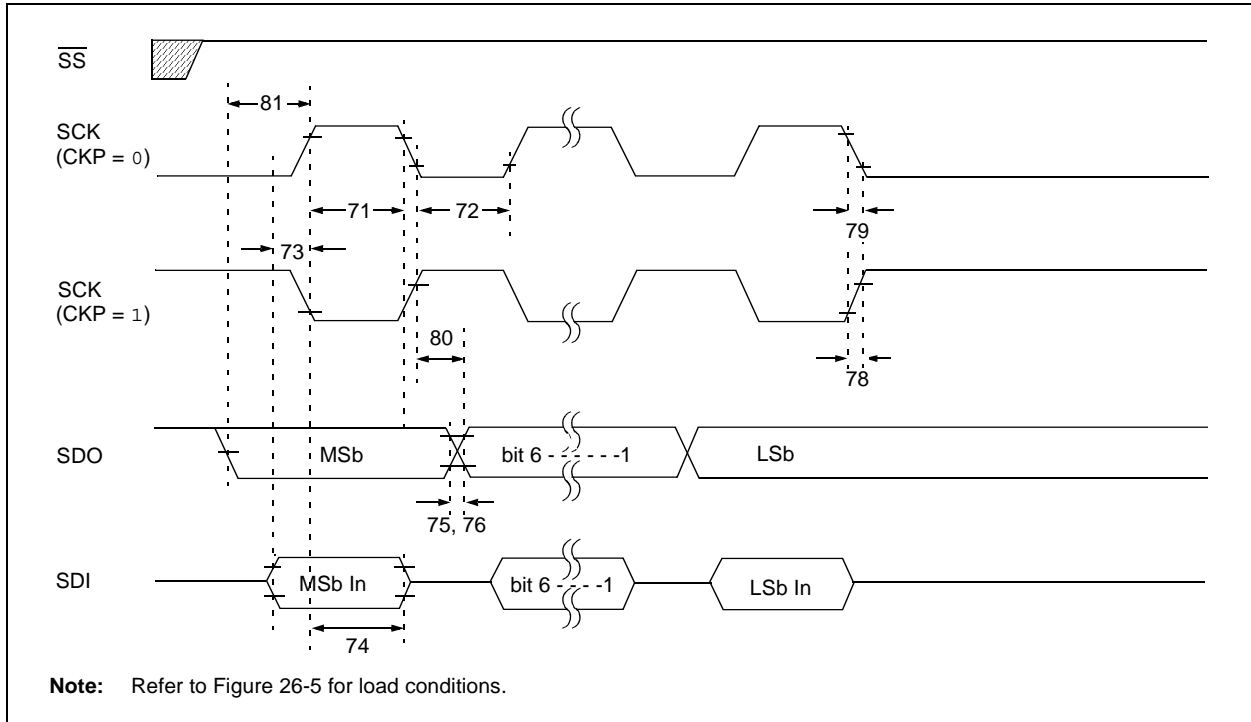 SS
81
SCK
(CKP = 0)
71
72
79
73
SCK
(CKP = 1)
80
78
SDO
MSb
bit 6 - - - - - -1
LSb
75, 76
SDI
MSb In
bit 6 - - - - -1
LSb In
74
Note: Refer to Figure 26-5 for load conditions.